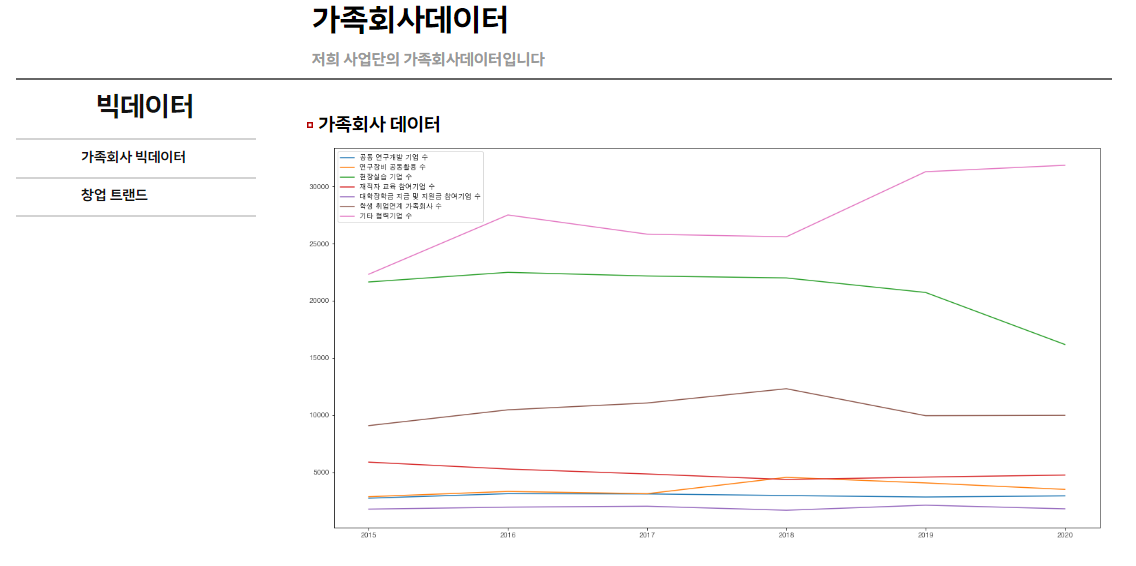 가족회사데이터
저희 사업단의 가족회사데이터입니다
빅데이터
가족회사 빅데이터
창업 트랜드
가족회사 데이터
공동 연구개발 기업 수
연구장비 공동활용 수
현장실습 기업 수
재직자 교육 참여기업 수
대학장학금 지급 및 지원금 참여기업 수
학생 취업연계 가족회사 수
기타 협력기업 수
30000
25000
20000
15000
10000
5000
2015 2016 2017 2018 2019 2020